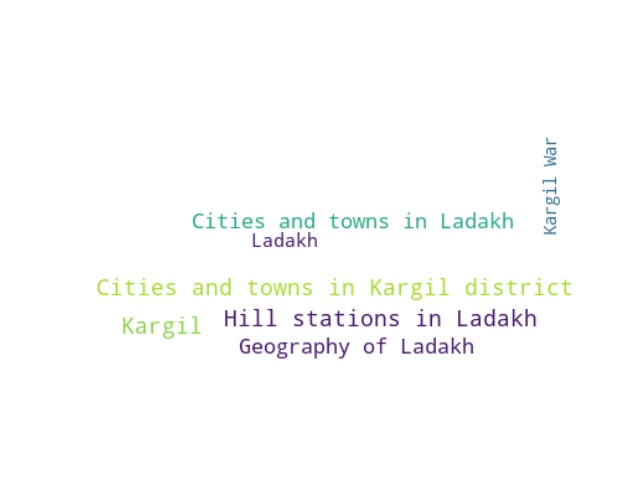 Kargil War
Cities and towns in Ladakh
Ladakh
Cities and towns in Kargil district
Hill stations in Ladakh
Kargil
Geography of Ladakh